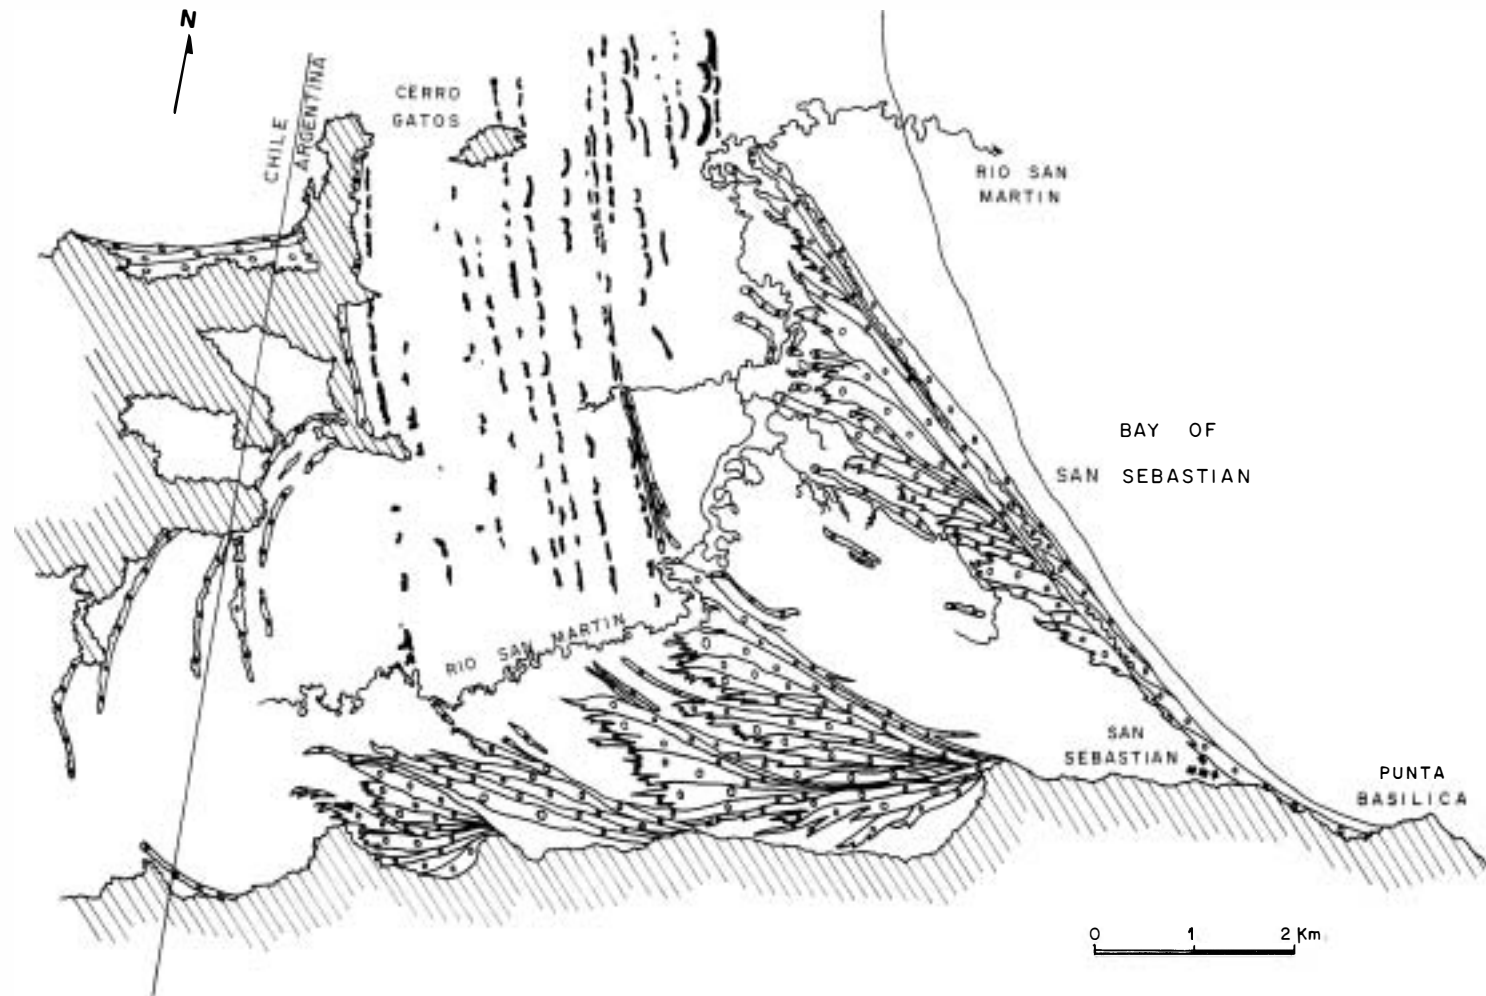 N
CHILE
ARGENTINA
CERRO
GATOS
RIO SAN
MARTIN
BAY OF
SAN SEBASTIAN
RIO SAN MARTIN
SAN
SEBASTIAN
PUNTA
BASILICA
0 1 2 Km.